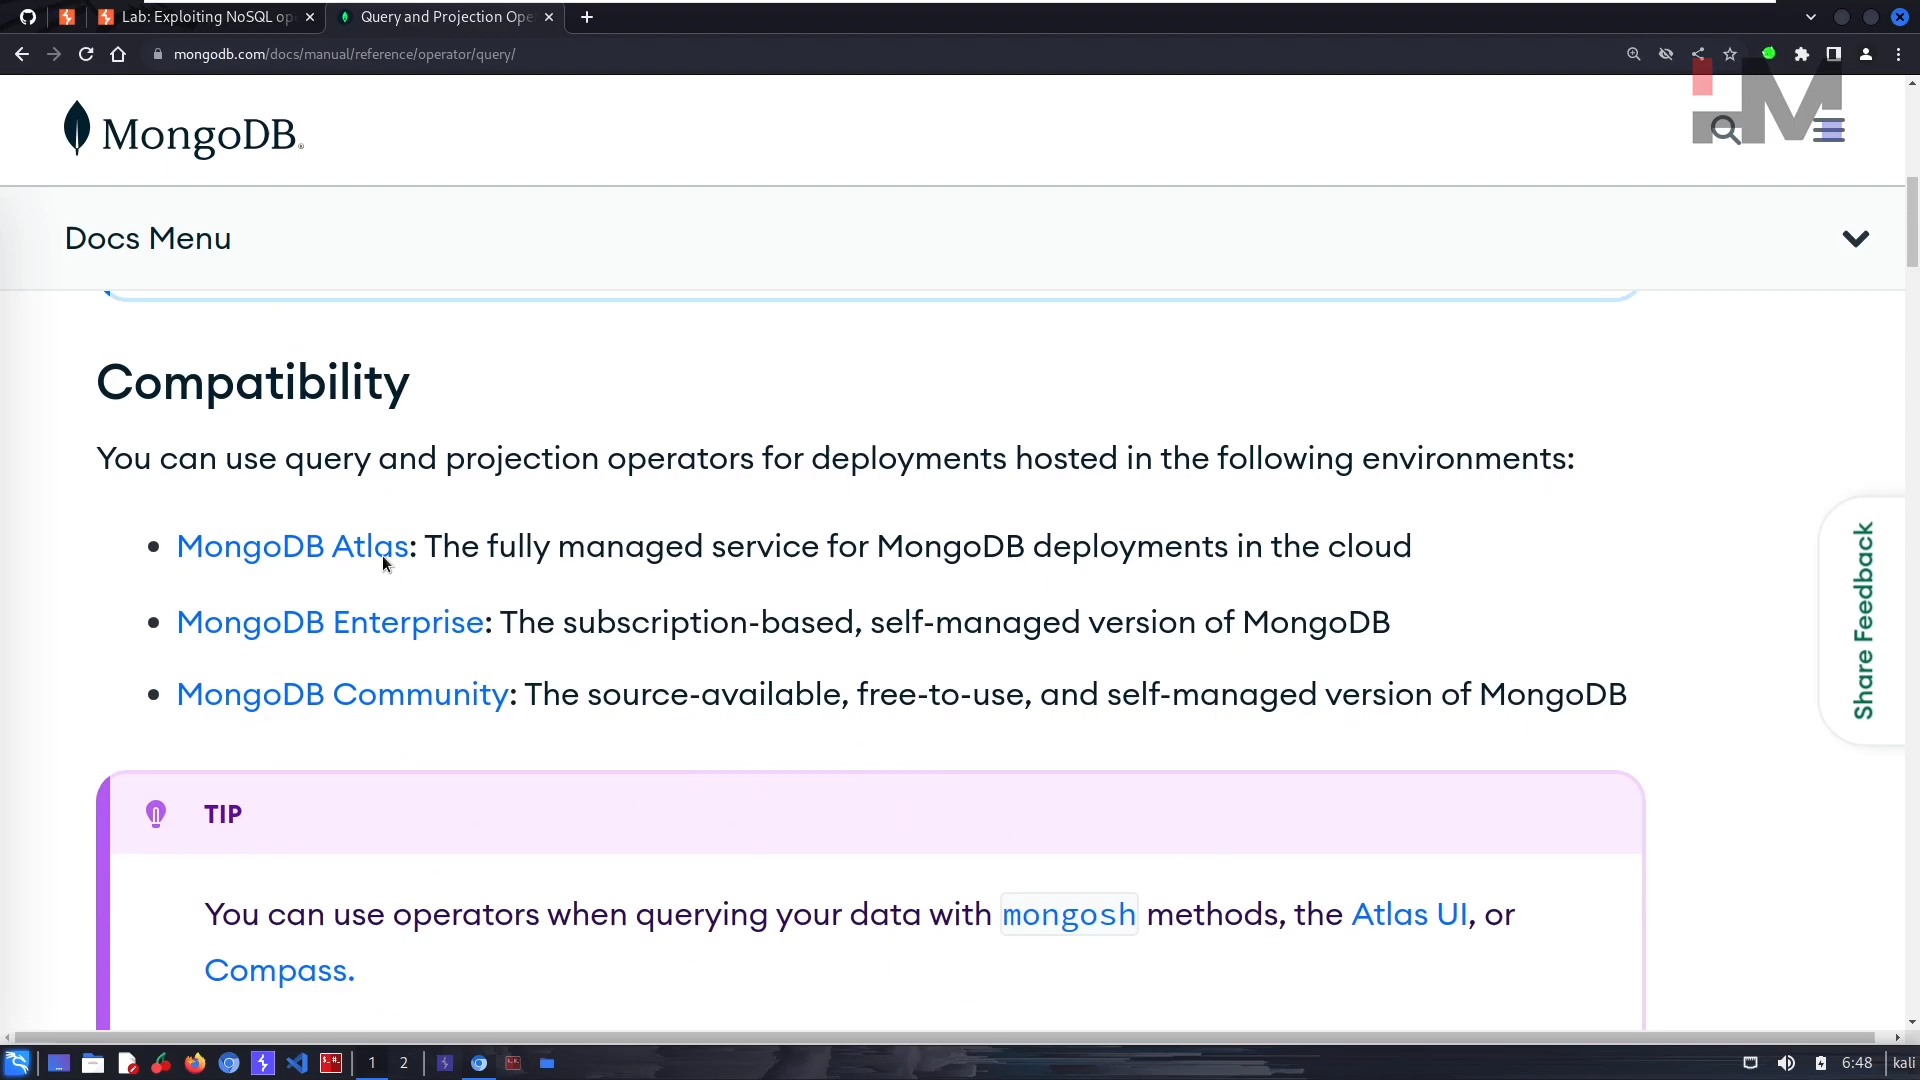 Lab: Exploiting NoSQL op
Query and Projection Ope
mongodb.com/docs/manual/reference/operator/query/
MongoDB®
Docs Menu
Compatibility
You can use query and projection operators for deployments hosted in the following environments:
• MongoDB Atlas: The fully managed service for MongoDB deployments in the cloud
• MongoDB Enterprise: The subscription-based, self-managed version of MongoDB
• MongoDB Community: The source-available, free-to-use, and self-managed version of MongoDB
Share Feedback
TIP
You can use operators when querying your data with mongosh methods, the Atlas UI, or
Compass.
1 2
6:48 kali